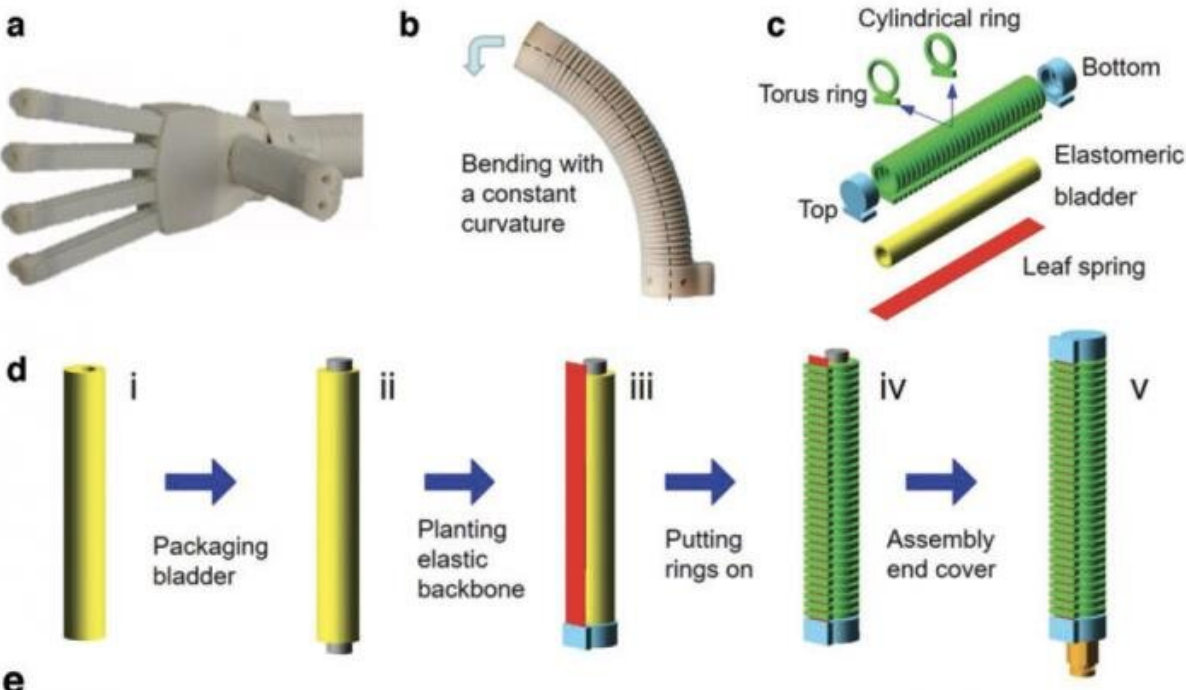 a
b
c
Cylindrical ring
Torus ring
Bottom
Bending with
a constant
curvature
Elastomeric
bladder
Top
Leaf spring
d
i
ii
iii
iv
v
Packaging
bladder
Planting
elastic
backbone
Putting
rings on
Assembly
end cover
e